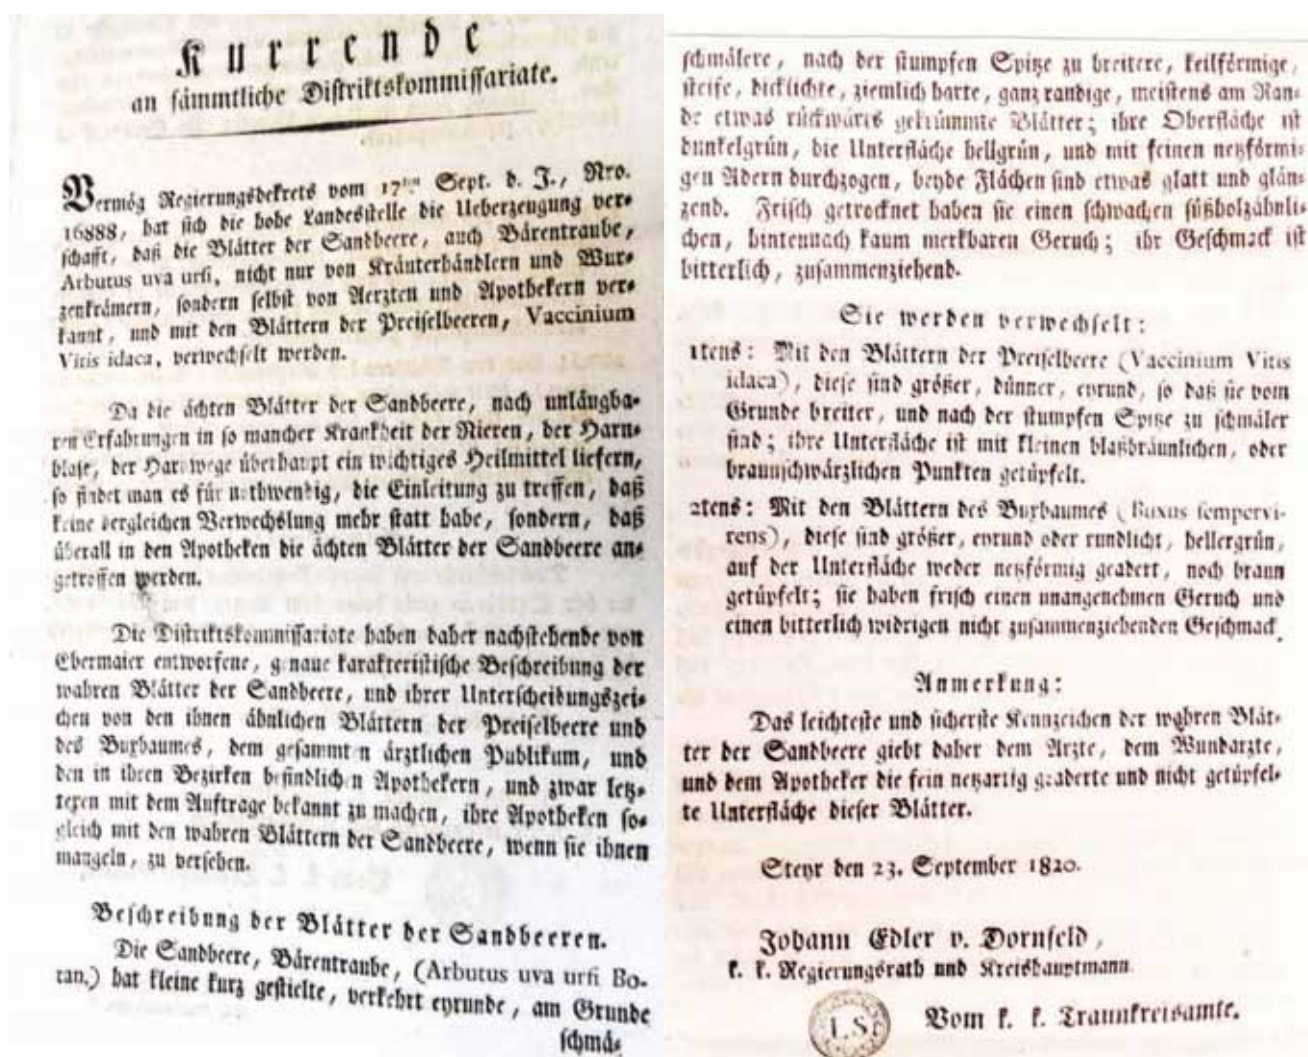 Kurrende
an sämmtliche Distriktskommissariate.
Vermög Regierungsdekrets vom 17ten Sept. d. J., Nro.
16888, hat sich die hohe Landesstelle die Ueberzeugung ver-
schafft, daß die Blätter der Sandbeere, auch Bärentraube,
Arbutus uva ursi, nicht nur von Kräuterhändlern und Wur-
zenkrämern, sondern selbst von Aerzten und Apothekern ver-
kannt, und mit den Blättern der Preiselbeeren, Vaccinium
Vitis idaea, verwechselt werden.
Da die ächten Blätter der Sandbeere, nach unläugba-
ren Erfahrungen in so mancher Krankheit der Nieren, der Harn-
blase, der Harnwege überhaupt ein wichtiges Heilmittel liefern,
so findet man es für nothwendig, die Einleitung zu treffen, daß
keine dergleichen Verwechslung mehr statt habe, sondern, daß
überall in den Apotheken die ächten Blätter der Sandbeere an-
getroffen werden.
Die Distriktskommissariate haben daher nachstehende von
Ebermaier entworfene, genaue karakteristische Beschreibung der
wahren Blätter der Sandbeere, und ihrer Unterscheidungszei-
chen von den ihnen ähnlichen Blättern der Preiselbeere und
des Buxbaumes, dem gesammten ärztlichen Publikum, und
den in ihren Bezirken befindlichen Apothekern, und zwar letz-
teren mit dem Auftrage bekannt zu machen, ihre Apotheken so-
gleich mit den wahren Blättern der Sandbeere, wenn sie ihnen
mangeln, zu versehen.
Beschreibung der Blätter der Sandbeeren.
Die Sandbeere, Bärentraube, (Arbutus uva ursi Bo-
tan.) hat kleine kurz gestielte, verkehrt eyrunde, am Grunde
schmä-
schmälere, nach der stumpfen Spitze zu breitere, keilförmige,
steife, dicklichte, ziemlich harte, ganz randige, meistens am Ran-
de etwas rückwärts gekrümmte Blätter; ihre Oberfläche ist
dunkelgrün, die Unterfläche hellgrün, und mit feinen netzförmi-
gen Adern durchzogen, beyde Flächen sind etwas glatt und glän-
zend. Frisch getrocknet haben sie einen schwachen süßholzähnli-
chen, hintennach kaum merkbaren Geruch; ihr Geschmack ist
bitterlich, zusammenziehend.
Sie werden verwechselt:
1tens: Mit den Blättern der Preiselbeere (Vaccinium Vitis
idaea), diese sind größer, dünner, eyrund, so daß sie vom
Grunde breiter, und nach der stumpfen Spitze zu schmäler
sind; ihre Unterfläche ist mit kleinen blaßbräunlichen, oder
braunschwärzlichen Punkten getüpfelt.
2tens: Mit den Blättern des Buxbaumes (Buxus sempervi-
rens), diese sind größer, eyrund oder rundlicht, hellergrün,
auf der Unterfläche weder netzförmig geadert, noch braun
getüpfelt; sie haben frisch einen unangenehmen Geruch und
einen bitterlich widrigen nicht zusammenziehenden Geschmack.
Anmerkung:
Das leichteste und sicherste Kennzeichen der wahren Blät-
ter der Sandbeere giebt daher dem Arzte, dem Wundarzte,
und dem Apotheker die fein netzartig geaderte und nicht getüpfel-
te Unterfläche dieser Blätter.
Steyr den 23. September 1820.
Johann Edler v. Dornfeld,
k. k. Regierungsrath und Kreishauptmann.
L.S.
Vom k. k. Traunkreisamte.